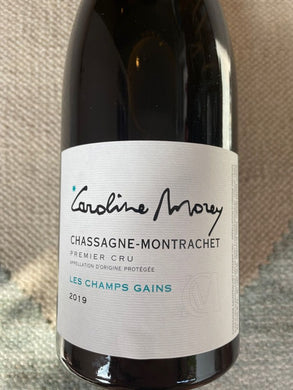 Caroline Morey
CHASSAGNE-MONTRACHET
PREMIER CRU
APPELLATION D'ORIGINE PROTÉGÉE
LES CHAMPS GAINS
2019